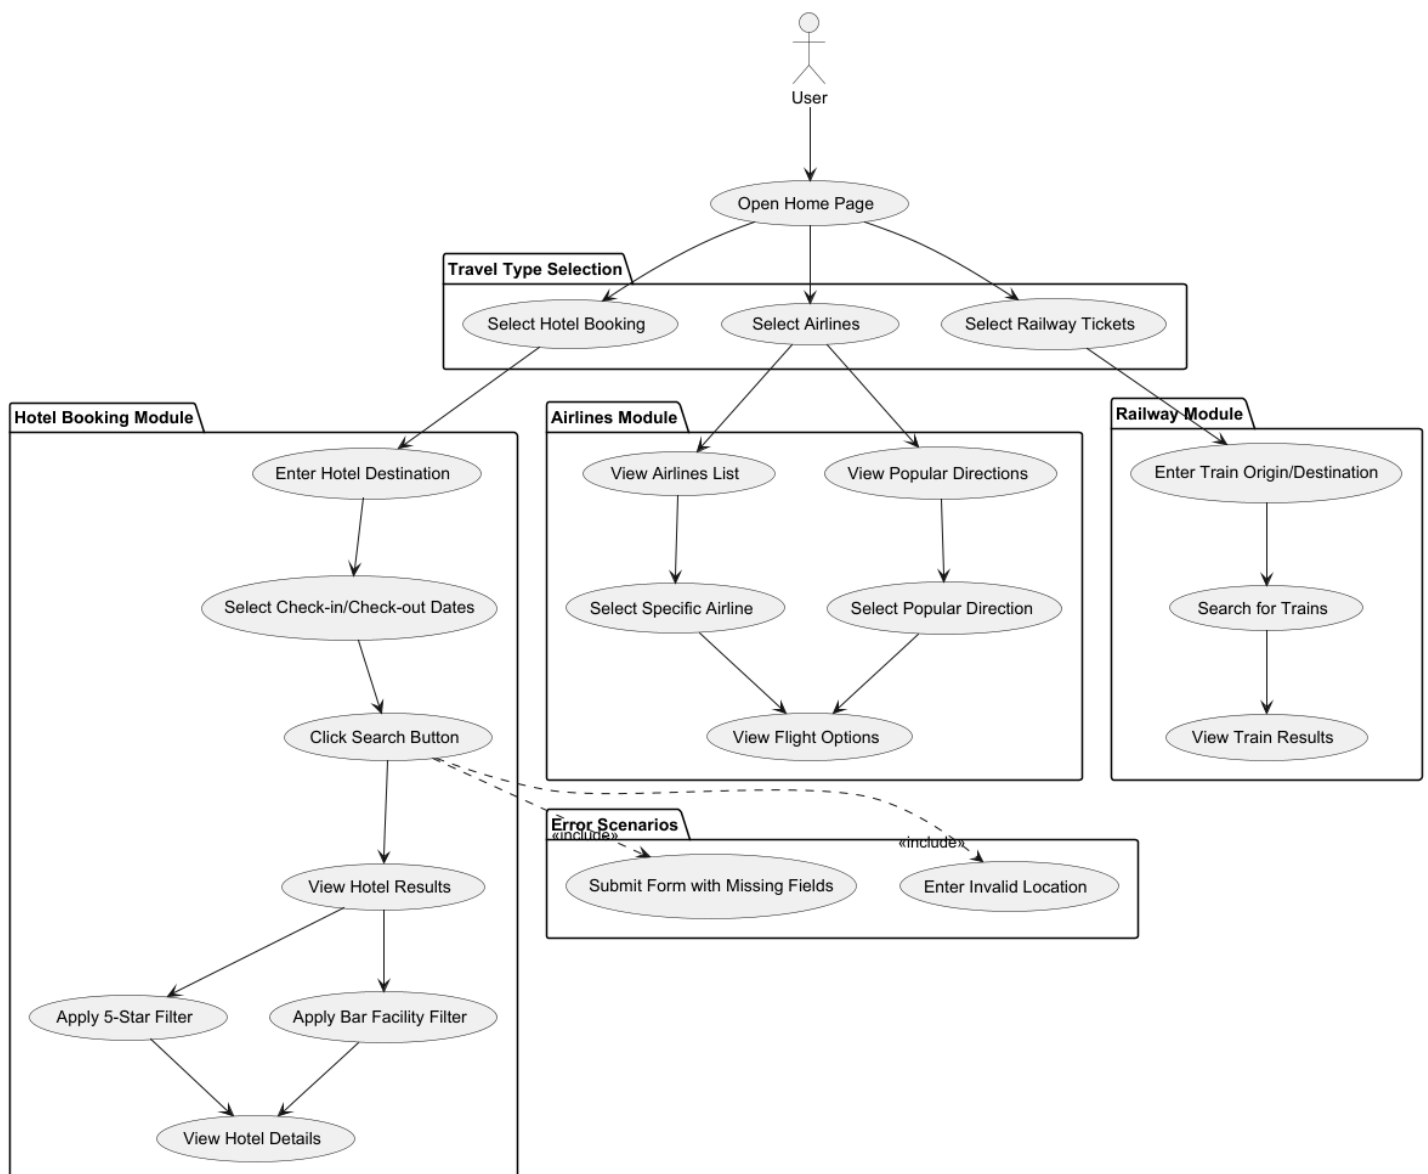 User
Open Home Page
Travel Type Selection
Select Hotel Booking
Select Airlines
Select Railway Tickets
Hotel Booking Module
Enter Hotel Destination
Select Check-in/Check-out Dates
Click Search Button
View Hotel Results
Apply 5-Star Filter
Apply Bar Facility Filter
View Hotel Details
Airlines Module
View Airlines List
View Popular Directions
Select Specific Airline
Select Popular Direction
View Flight Options
Railway Module
Enter Train Origin/Destination
Search for Trains
View Train Results
Error Scenarios
«include»
«include»
Submit Form with Missing Fields
Enter Invalid Location